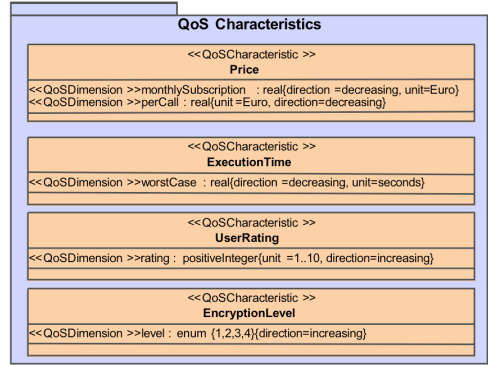 QoS Characteristics
<<QoSCharacteristic >>
Price
<<QoSDimension >>monthlySubscription : real{direction =decreasing, unit=Euro}
<<QoSDimension >>perCall : real{unit =Euro, direction=decreasing}
<<QoSCharacteristic >>
ExecutionTime
<<QoSDimension >>worstCase : real{direction =decreasing, unit=seconds}
<<QoSCharacteristic >>
UserRating
<<QoSDimension >>rating : positiveInteger{unit =1..10, direction=increasing}
<<QoSCharacteristic >>
EncryptionLevel
<<QoSDimension >>level : enum {1,2,3,4}{direction=increasing}